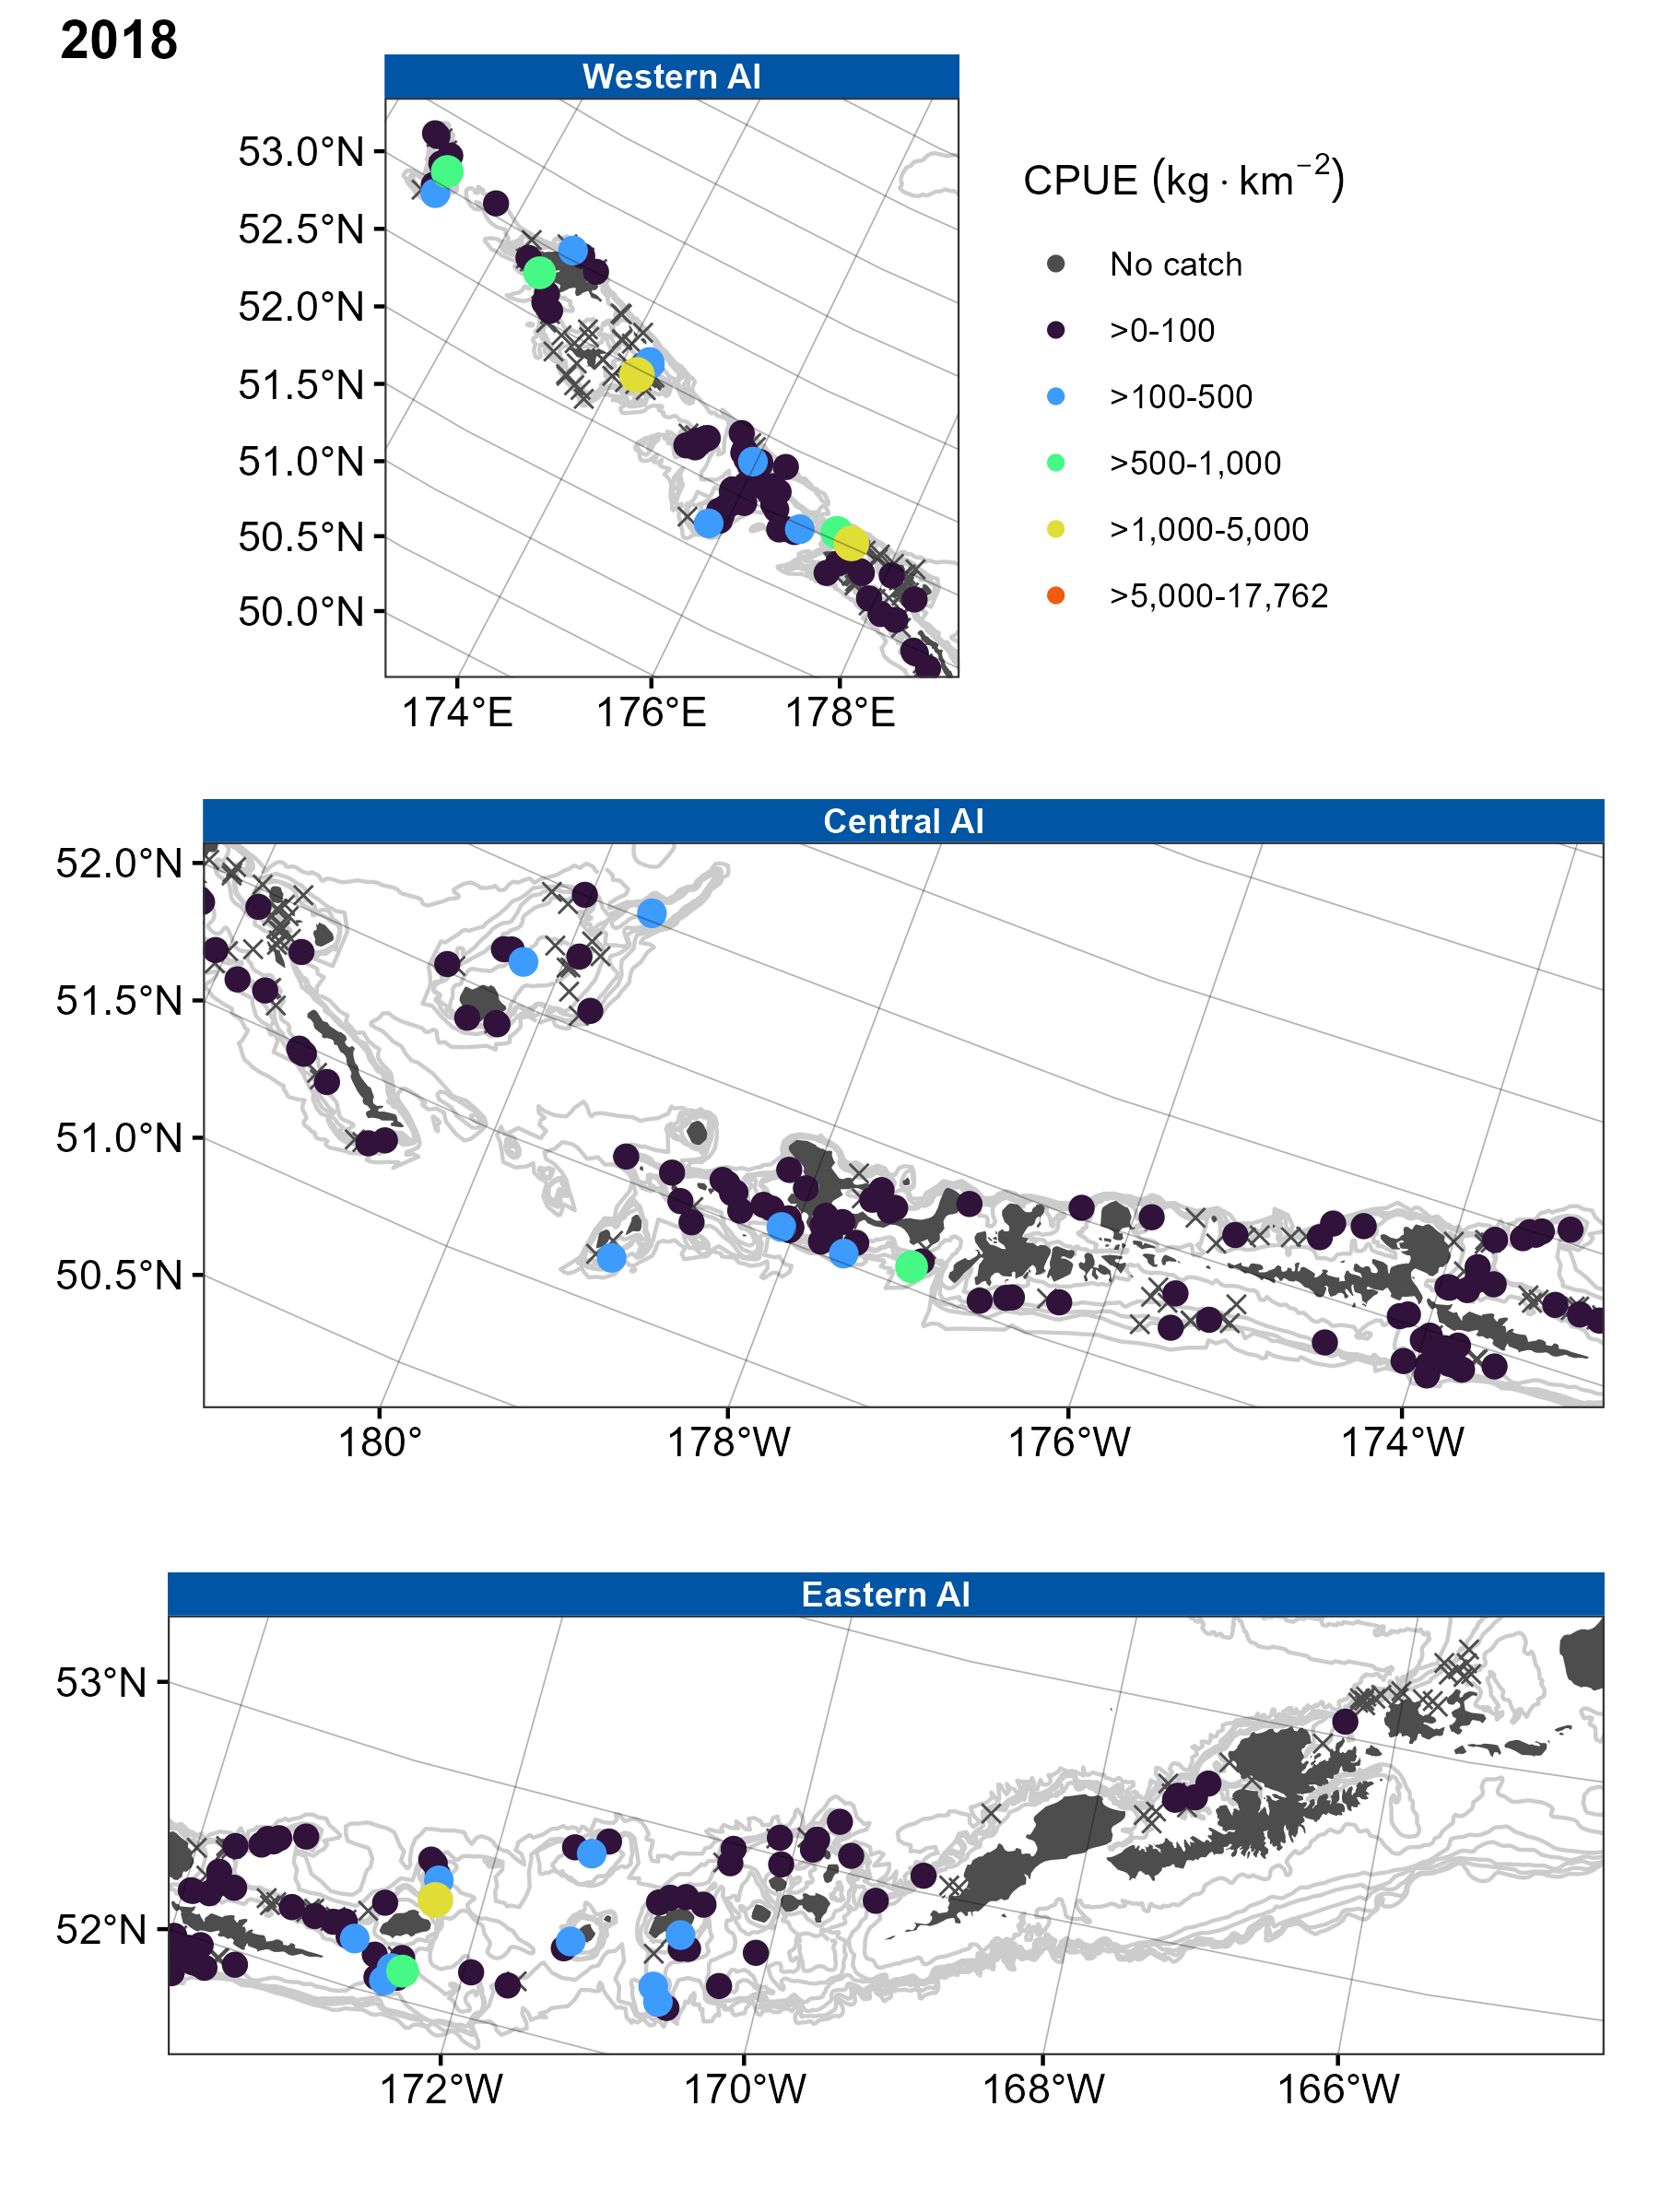 2018
Western AI
53.0°N
52.5°N
52.0°N
51.5°N
51.0°N
50.5°N
50.0°N
174°E 176°E 178°E
CPUE (kg · km⁻²)
No catch
>0-100
>100-500
>500-1,000
>1,000-5,000
>5,000-17,762
Central AI
52.0°N
51.5°N
51.0°N
50.5°N
180° 178°W 176°W 174°W
Eastern AI
53°N
52°N
172°W 170°W 168°W 166°W